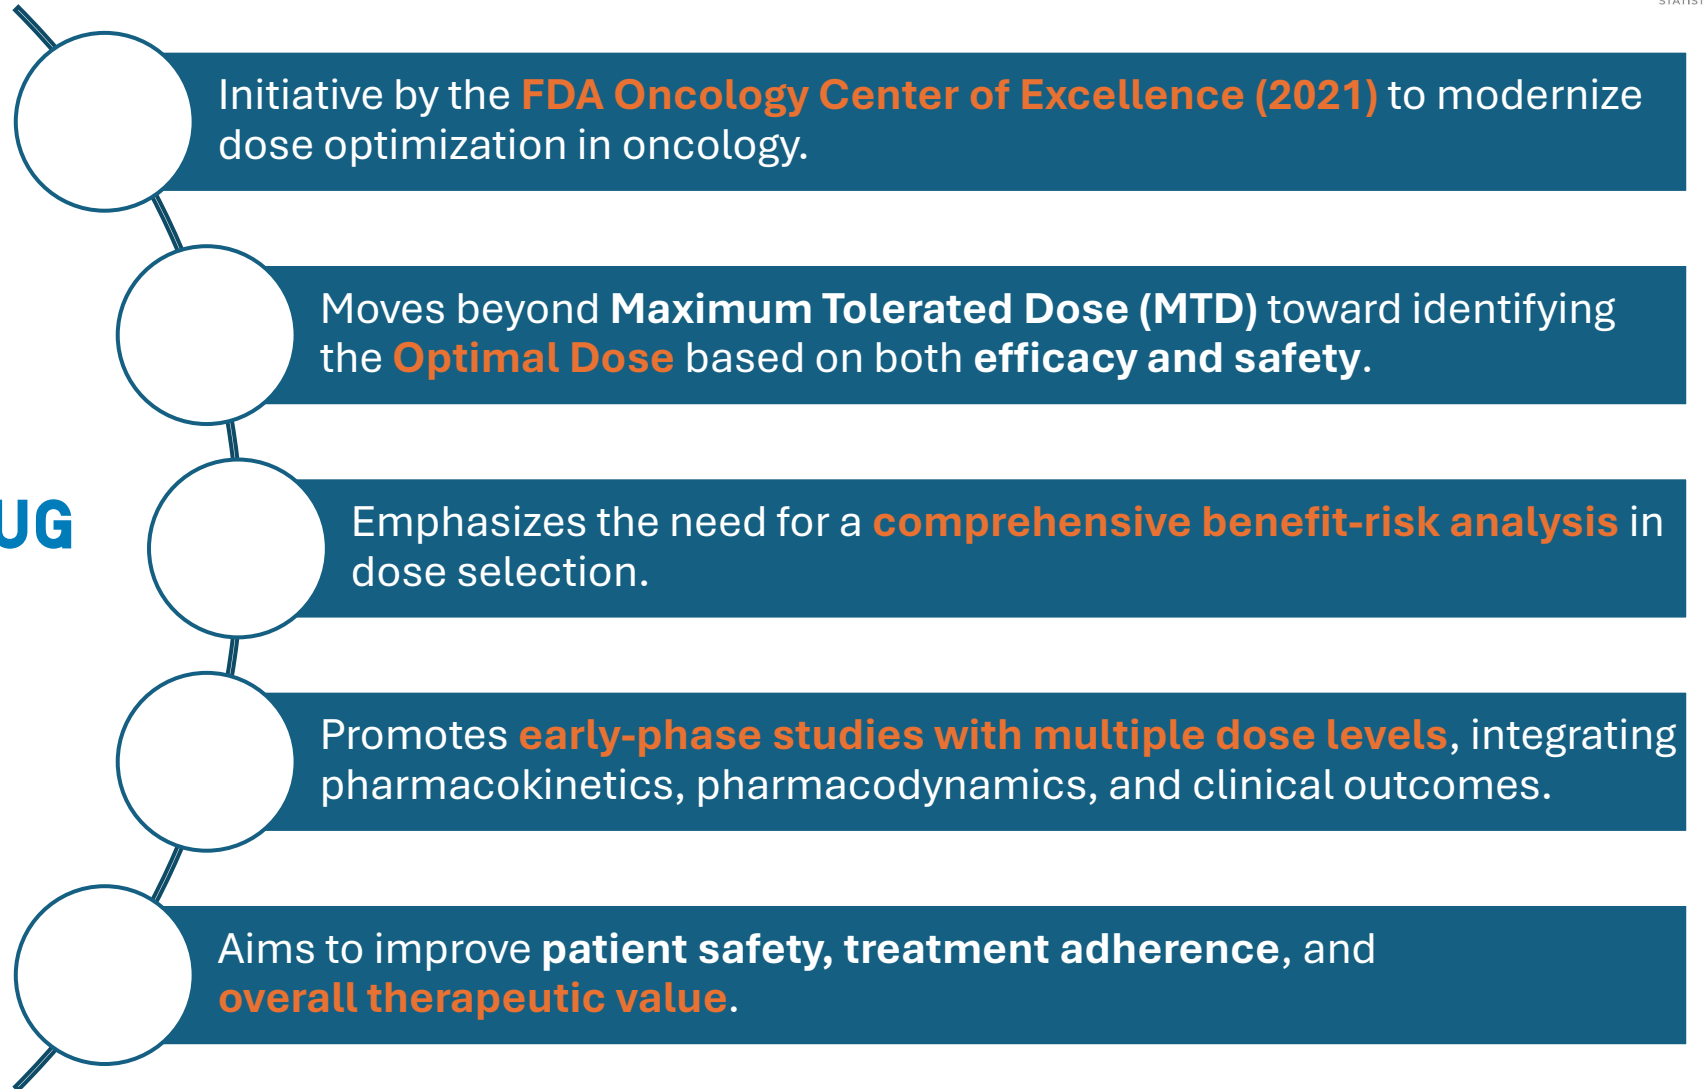 STATIST
Initiative by the FDA Oncology Center of Excellence (2021) to modernize
dose optimization in oncology.
Moves beyond Maximum Tolerated Dose (MTD) toward identifying
the Optimal Dose based on both efficacy and safety.
UG
Emphasizes the need for a comprehensive benefit-risk analysis in
dose selection.
Promotes early-phase studies with multiple dose levels, integrating
pharmacokinetics, pharmacodynamics, and clinical outcomes.
Aims to improve patient safety, treatment adherence, and
overall therapeutic value.